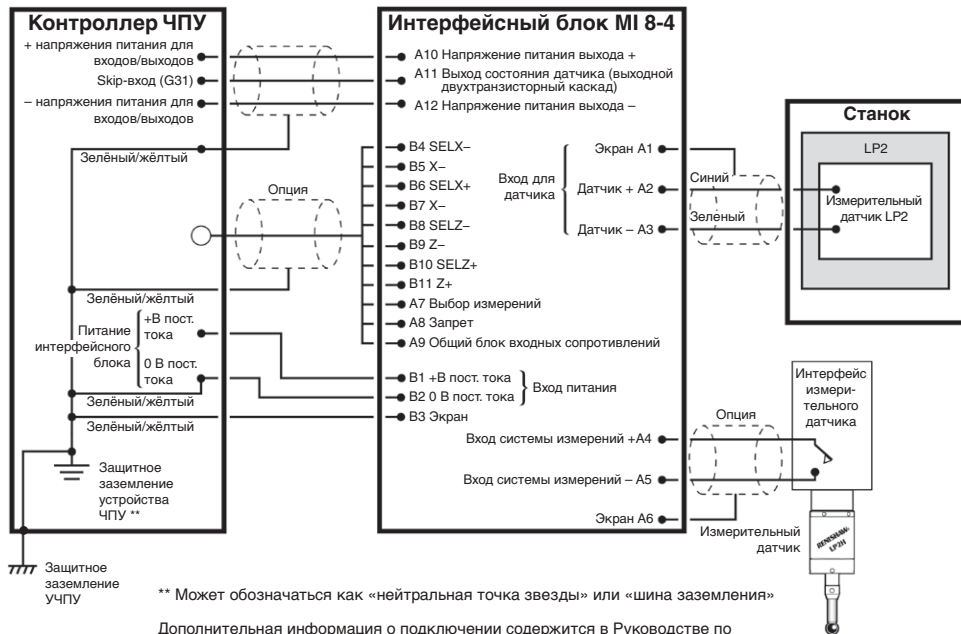 Контроллер ЧПУ
+ напряжения питания для
входов/выходов
Skip-вход (G31)
– напряжения питания для
входов/выходов
Зелёный/жёлтый
Опция
Зелёный/жёлтый
Питание
интерфейсного
блока
+В пост.
тока
0 В пост.
тока
Зелёный/жёлтый
Зелёный/жёлтый
Защитное
заземление
устройства
ЧПУ **
Защитное
заземление
УЧПУ
Интерфейсный блок MI 8-4
A10 Напряжение питания выхода +
A11 Выход состояния датчика (выходной
двухтранзисторный каскад)
A12 Напряжение питания выхода –
B4 SELX–
B5 X–
B6 SELX+
B7 X–
B8 SELZ–
B9 Z–
B10 SELZ+
B11 Z+
A7 Выбор измерений
A8 Запрет
A9 Общий блок входных сопротивлений
B1 +В пост. тока
B2 0 В пост. тока
Вход питания
B3 Экран
Вход для
датчика
Экран A1
Датчик + A2
Датчик – A3
Вход системы измерений +A4
Вход системы измерений – A5
Экран A6
Синий
Зеленый
Станок
LP2
Измерительный
датчик LP2
Опция
Интерфейс
измери-
тельного
датчика
Измерительный
датчик
RENISHAW
LP2H
** Может обозначаться как «нейтральная точка звезды» или «шина заземления»
Дополнительная информация о подключении содержится в Руководстве по